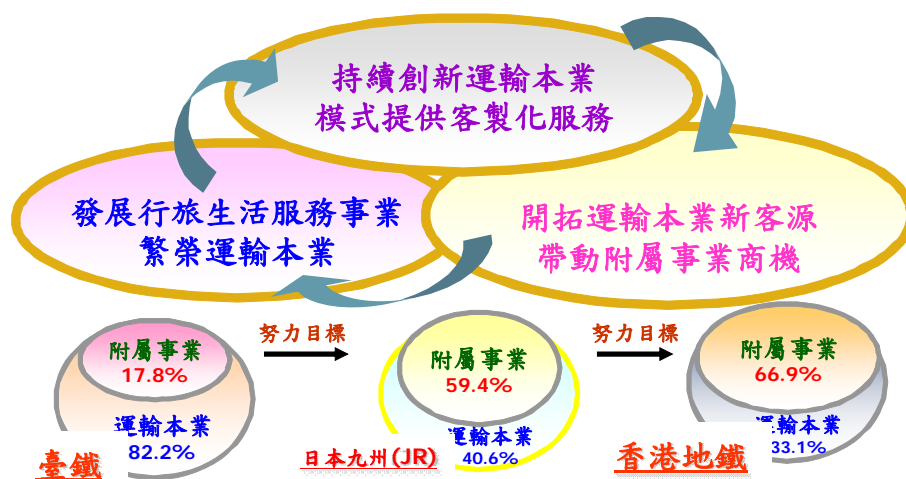 持續創新運輸本業
模式提供客製化服務
發展行旅生活服務事業
繁榮運輸本業
開拓運輸本業新客源
帶動附屬事業商機
附屬事業
17.8%
運輸本業
82.2%
臺鐵
努力目標
附屬事業
59.4%
運輸本業
40.6%
日本九州(JR)
努力目標
附屬事業
66.9%
運輸本業
33.1%
香港地鐵